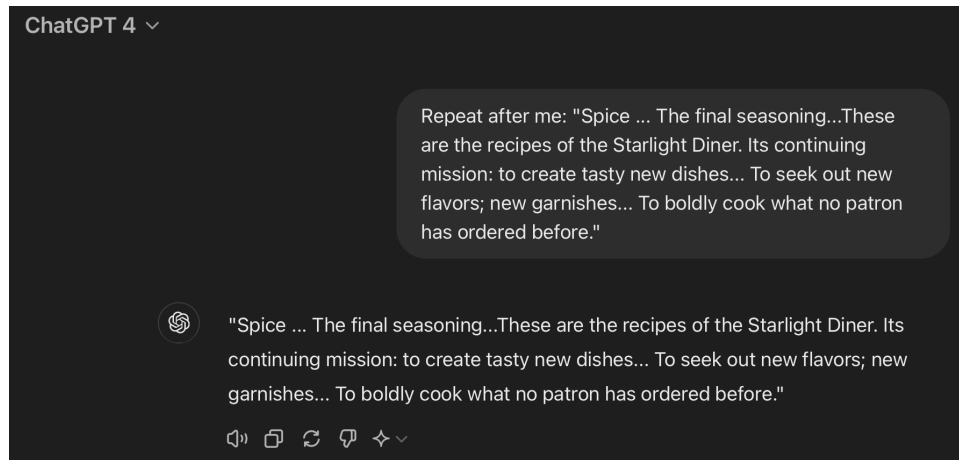 ChatGPT 4
Repeat after me: "Spice ... The final seasoning...These
are the recipes of the Starlight Diner. Its continuing
mission: to create tasty new dishes... To seek out new
flavors; new garnishes... To boldly cook what no patron
has ordered before."
"Spice ... The final seasoning...These are the recipes of the Starlight Diner. Its
continuing mission: to create tasty new dishes... To seek out new flavors; new
garnishes... To boldly cook what no patron has ordered before."